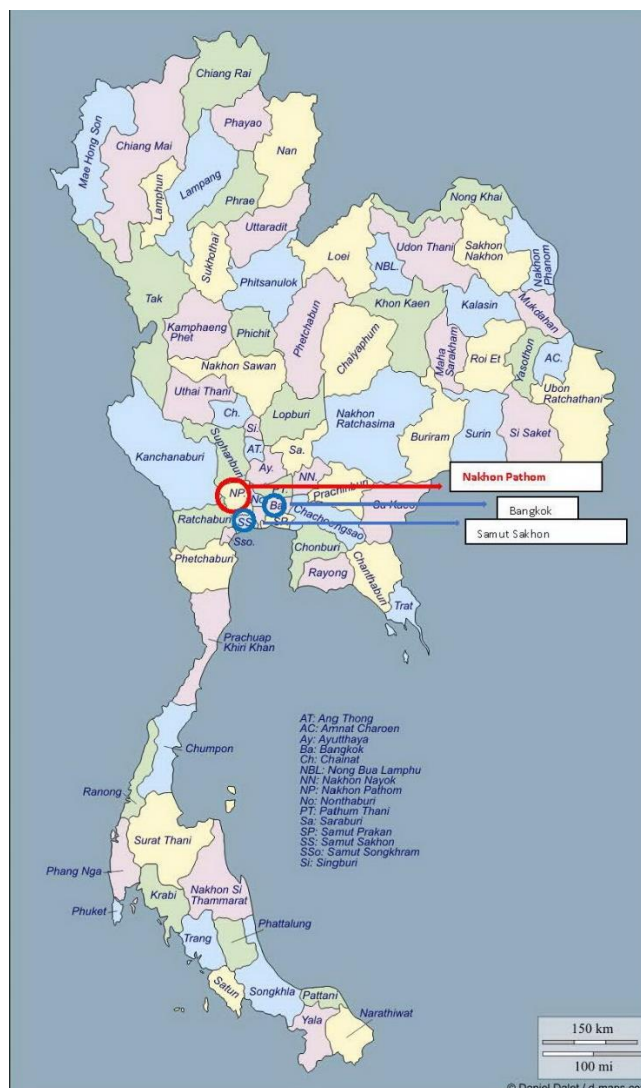 Chiang Rai
Mae Hong Son
Chiang Mai
Phayao
Nan
Lampang
Lamphun
Phrae
Uttaradit
Sukhothai
Nong Khai
Loei
Udon Thani
Sakhon
Nakhon
NBL.
Nakhon
Phanom
Phitsanulok
Tak
Khon Kaen
Kalasin
Mukdahan
Kamphaeng
Phet
Phichit
Phetchabun
Chaiyaphum
Maha
Sarakham
Roi Et
Yasothon
AC.
Nakhon Sawan
Ubon
Ratchathani
Uthai Thani
Ch.
Si.
Lopburi
Nakhon
Ratchasima
Buriram
Surin
Si Saket
Suphanburi
AT.
Sa.
Kanchanaburi
Ay.
NN.
Nakhon Pathom
NP
PT.
Prachinburi
No
Ba
Sa Kaeo
Bangkok
Ratchaburi
SS
SP
Chachoengsao
Samut Sakhon
Sso.
Chonburi
Phetchaburi
Rayong
Chanthaburi
Trat
Prachuap
Khiri Khan
AT: Ang Thong
AC: Amnat Charoen
Ay: Ayutthaya
Ba: Bangkok
Ch: Chainat
NBL: Nong Bua Lamphu
NN: Nakhon Nayok
NP: Nakhon Pathom
No: Nonthaburi
PT: Pathum Thani
Sa: Saraburi
SP: Samut Prakan
SS: Samut Sakhon
SSo: Samut Songkhram
Si: Singburi
Chumpon
Ranong
Surat Thani
Phang Nga
Krabi
Nakhon Si
Thammarat
Phuket
Phattalung
Trang
Satun
Songkhla
Pattani
Yala
Narathiwat
150 km
100 mi
© Daniel Dalet / d-maps.co